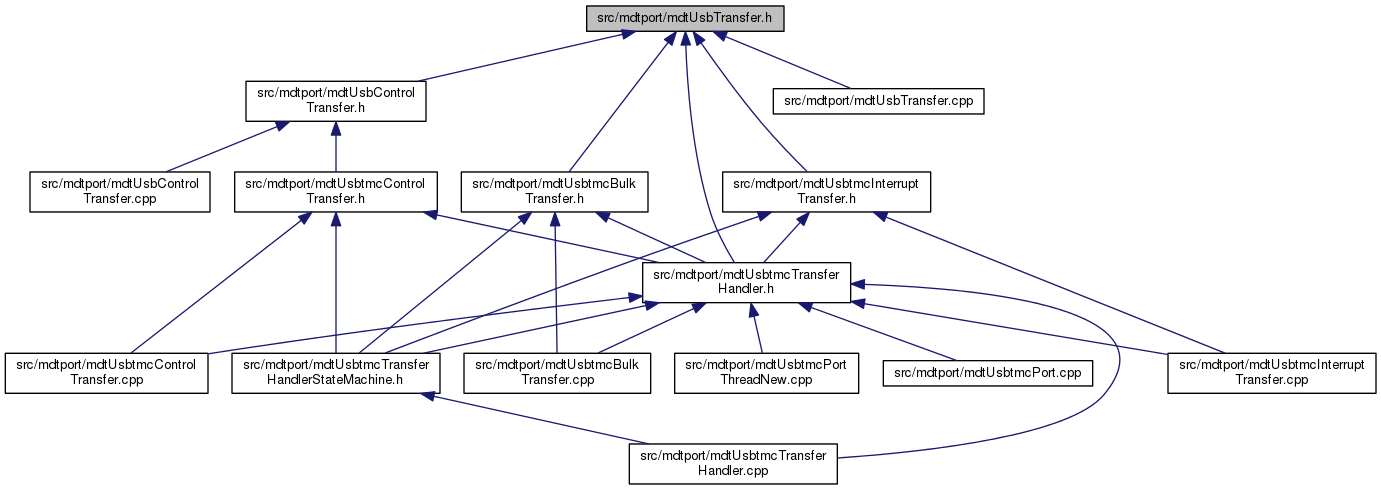 src/mdtport/mdtUsbTransfer.h
src/mdtport/mdtUsbControl
Transfer.h
src/mdtport/mdtUsbTransfer.cpp
src/mdtport/mdtUsbControl
Transfer.cpp
src/mdtport/mdtUsbtmcControl
Transfer.h
src/mdtport/mdtUsbtmcBulk
Transfer.h
src/mdtport/mdtUsbtmcInterrupt
Transfer.h
src/mdtport/mdtUsbtmcTransfer
Handler.h
src/mdtport/mdtUsbtmcControl
Transfer.cpp
src/mdtport/mdtUsbtmcTransfer
HandlerStateMachine.h
src/mdtport/mdtUsbtmcBulk
Transfer.cpp
src/mdtport/mdtUsbtmcPort
ThreadNew.cpp
src/mdtport/mdtUsbtmcPort.cpp
src/mdtport/mdtUsbtmcInterrupt
Transfer.cpp
src/mdtport/mdtUsbtmcTransfer
Handler.cpp